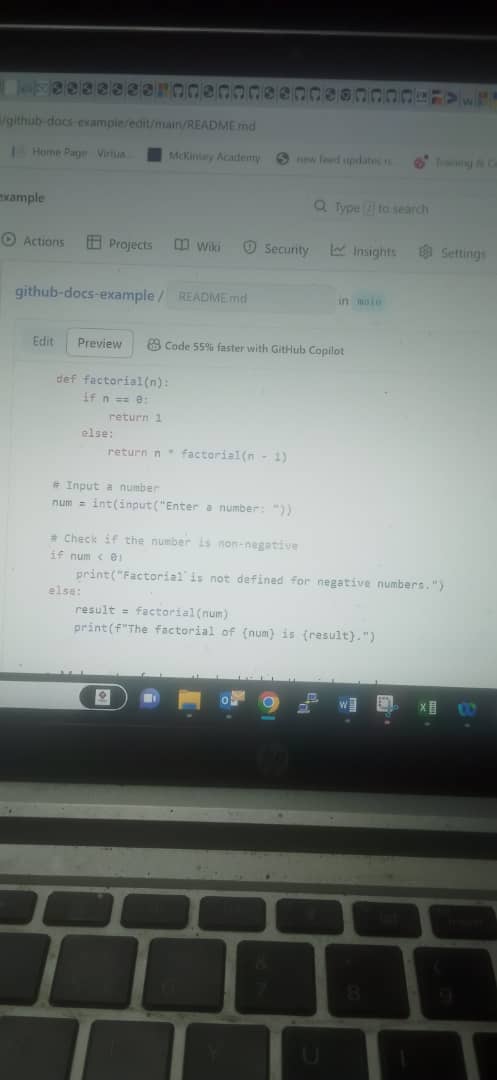 /github-docs-example/edit/main/README.md
Home Page - Virtua...
McKinsey Academy
new feed updates
Training &
example
Type / to search
Actions
Projects
Wiki
Security
Insights
Settings
github-docs-example / README.md in main
Edit
Preview
Code 55% faster with GitHub Copilot
def factorial(n):
    if n == 0:
        return 1
    else:
        return n * factorial(n - 1)
# Input a number
num = int(input("Enter a number: "))
# Check if the number is non-negative
if num < 0:
    print("Factorial is not defined for negative numbers.")
else:
    result = factorial(num)
    print(f"The factorial of {num} is {result}.")
hp
&
7
8
(
9
Y
U
I